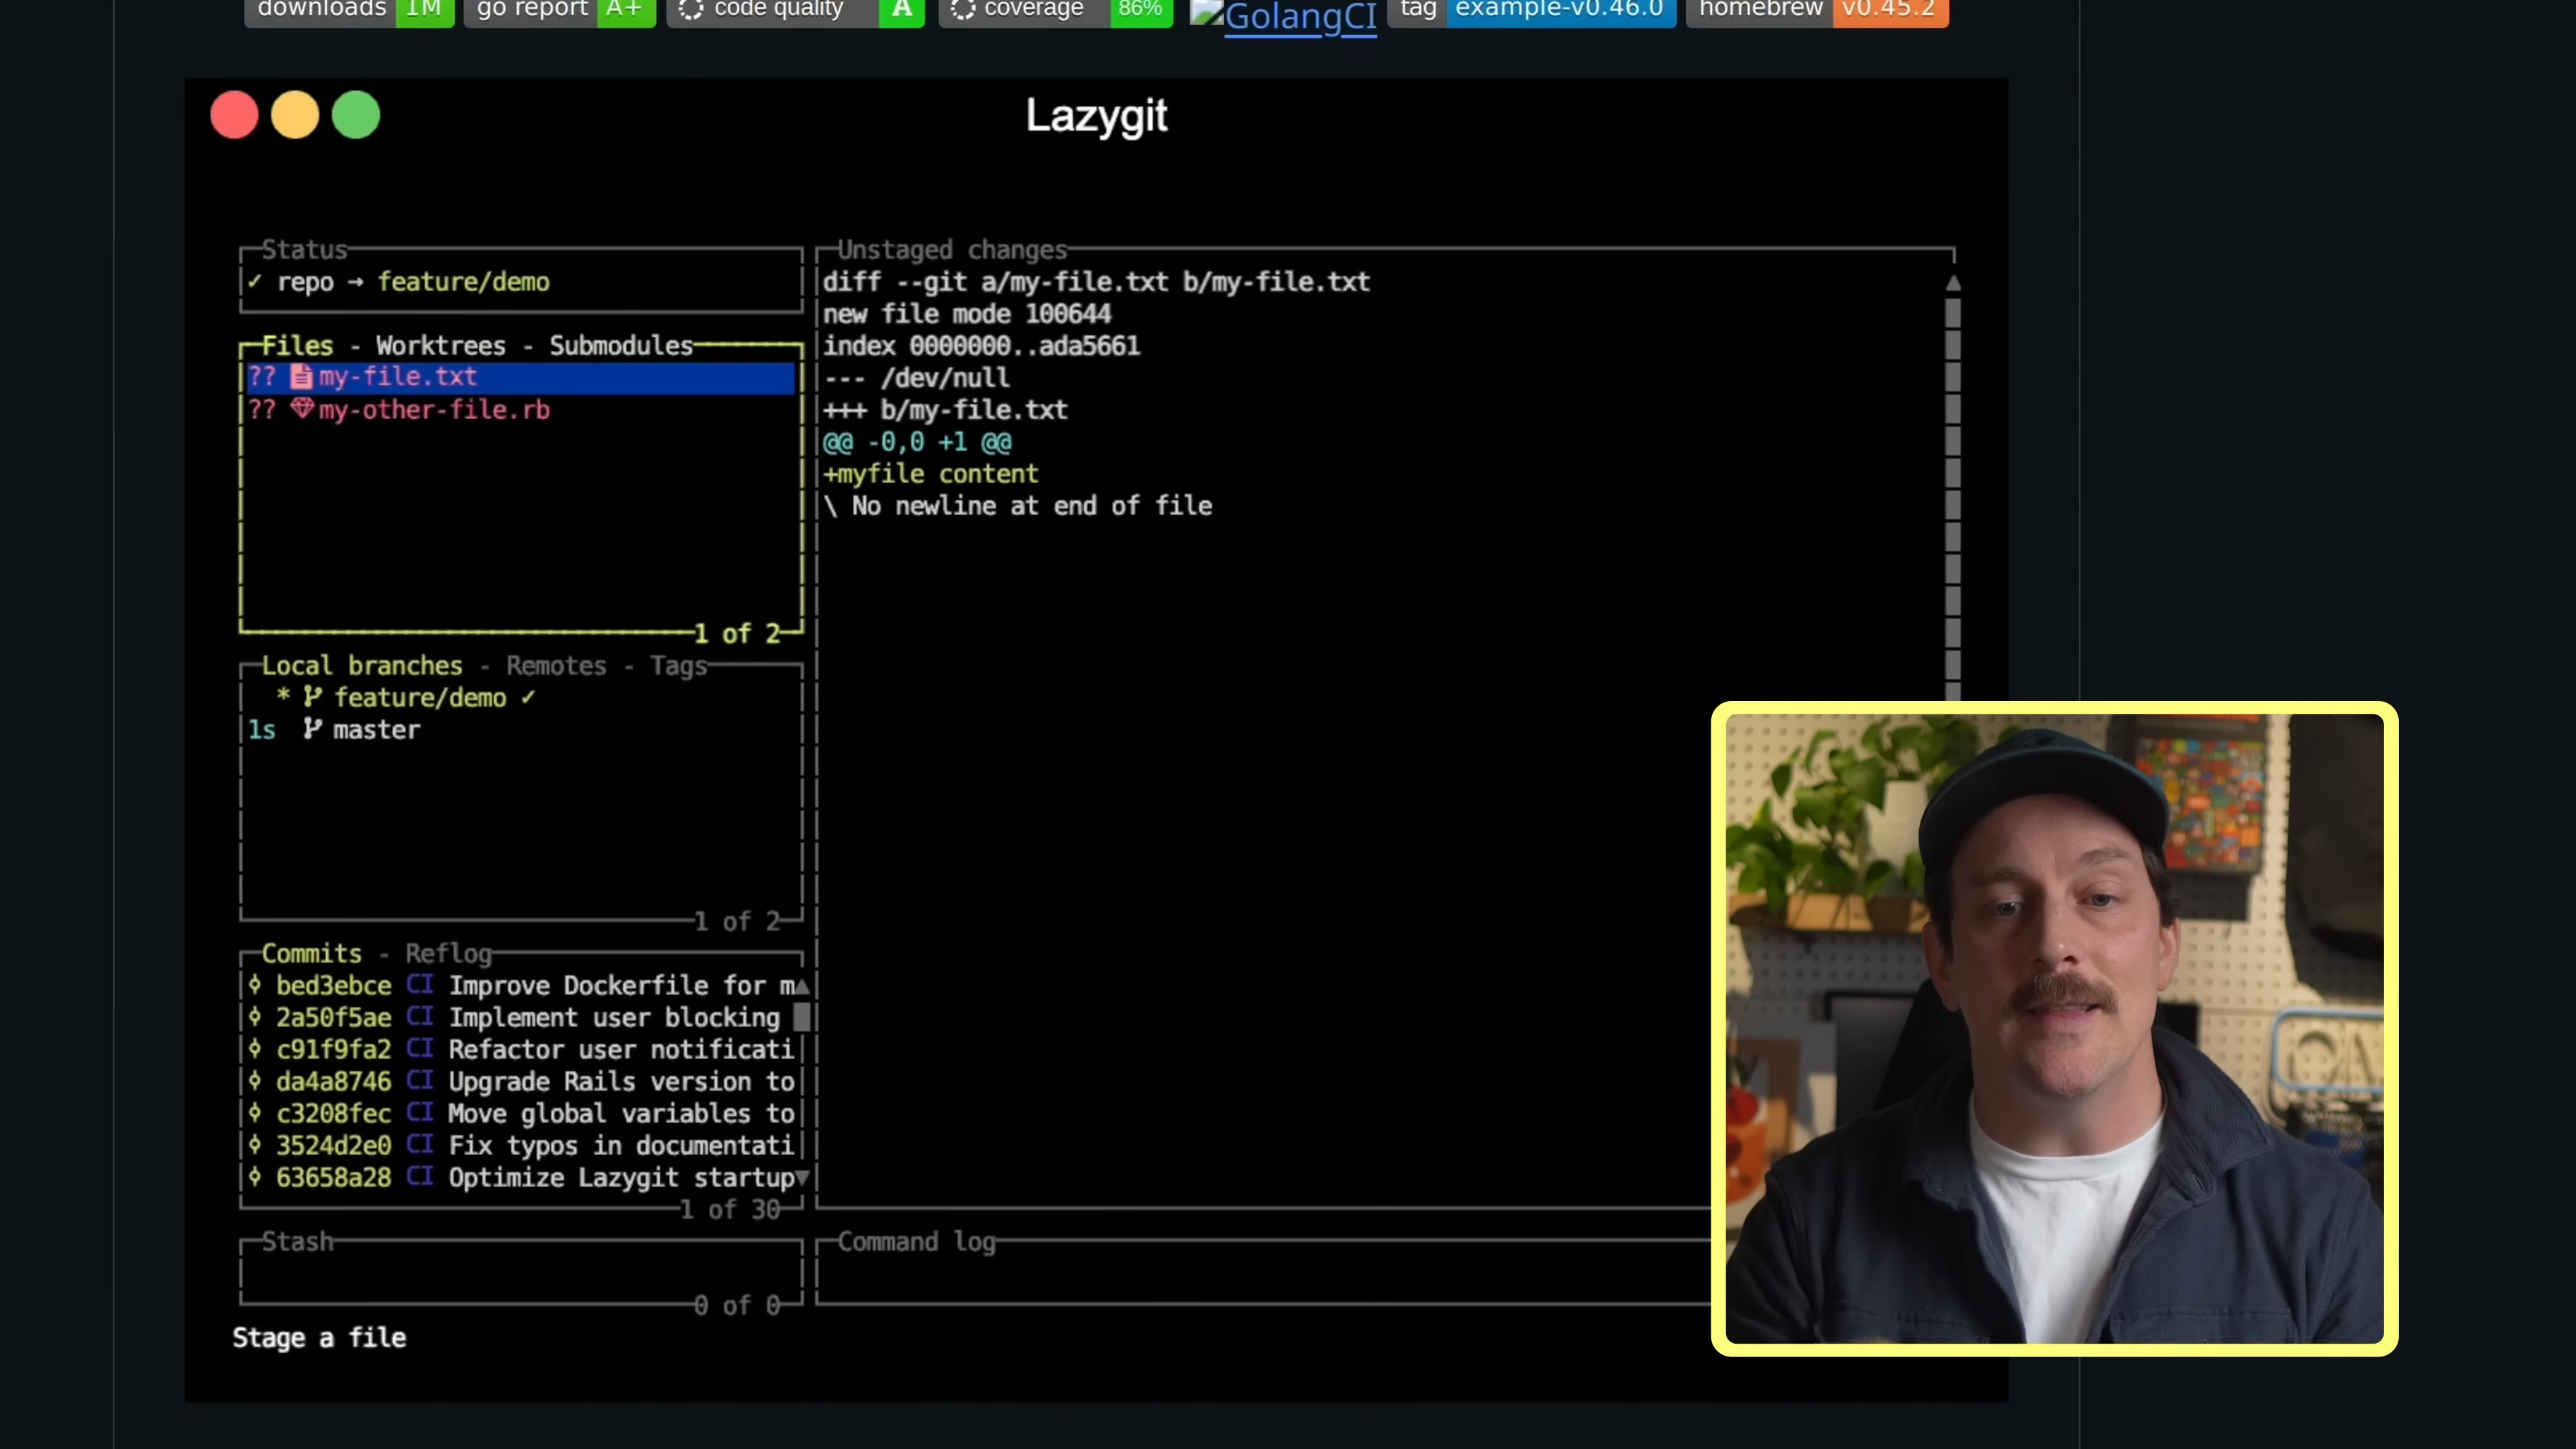 downloads 1M go report A+ code quality A coverage 86% GolangCI tag example-v0.46.0 homebrew v0.45.2
Lazygit
Status
✓ repo → feature/demo
Files - Worktrees - Submodules
?? my-file.txt
?? my-other-file.rb
1 of 2
Local branches - Remotes - Tags
* feature/demo ✓
1s master
1 of 2
Commits - Reflog
bed3ebce CI Improve Dockerfile for m
2a50f5ae CI Implement user blocking
c91f9fa2 CI Refactor user notificati
da4a8746 CI Upgrade Rails version to
c3208fec CI Move global variables to
3524d2e0 CI Fix typos in documentati
63658a28 CI Optimize Lazygit startup
1 of 30
Stash
0 of 0
Unstaged changes
diff --git a/my-file.txt b/my-file.txt
new file mode 100644
index 0000000..ada5661
--- /dev/null
+++ b/my-file.txt
@@ -0,0 +1 @@
+myfile content
\ No newline at end of file
Command log
Stage a file